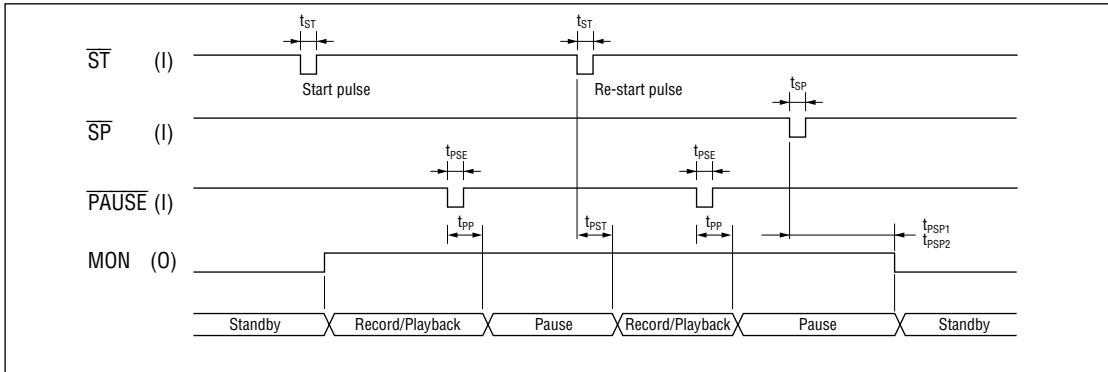 tST tST
ST (I)
Start pulse Re-start pulse
tSP
SP (I)
tPSE tPSE
PAUSE (I)
tPP tPST tPP tPSP1
tPSP2
MON (O)
Standby Record/Playback Pause Record/Playback Pause Standby